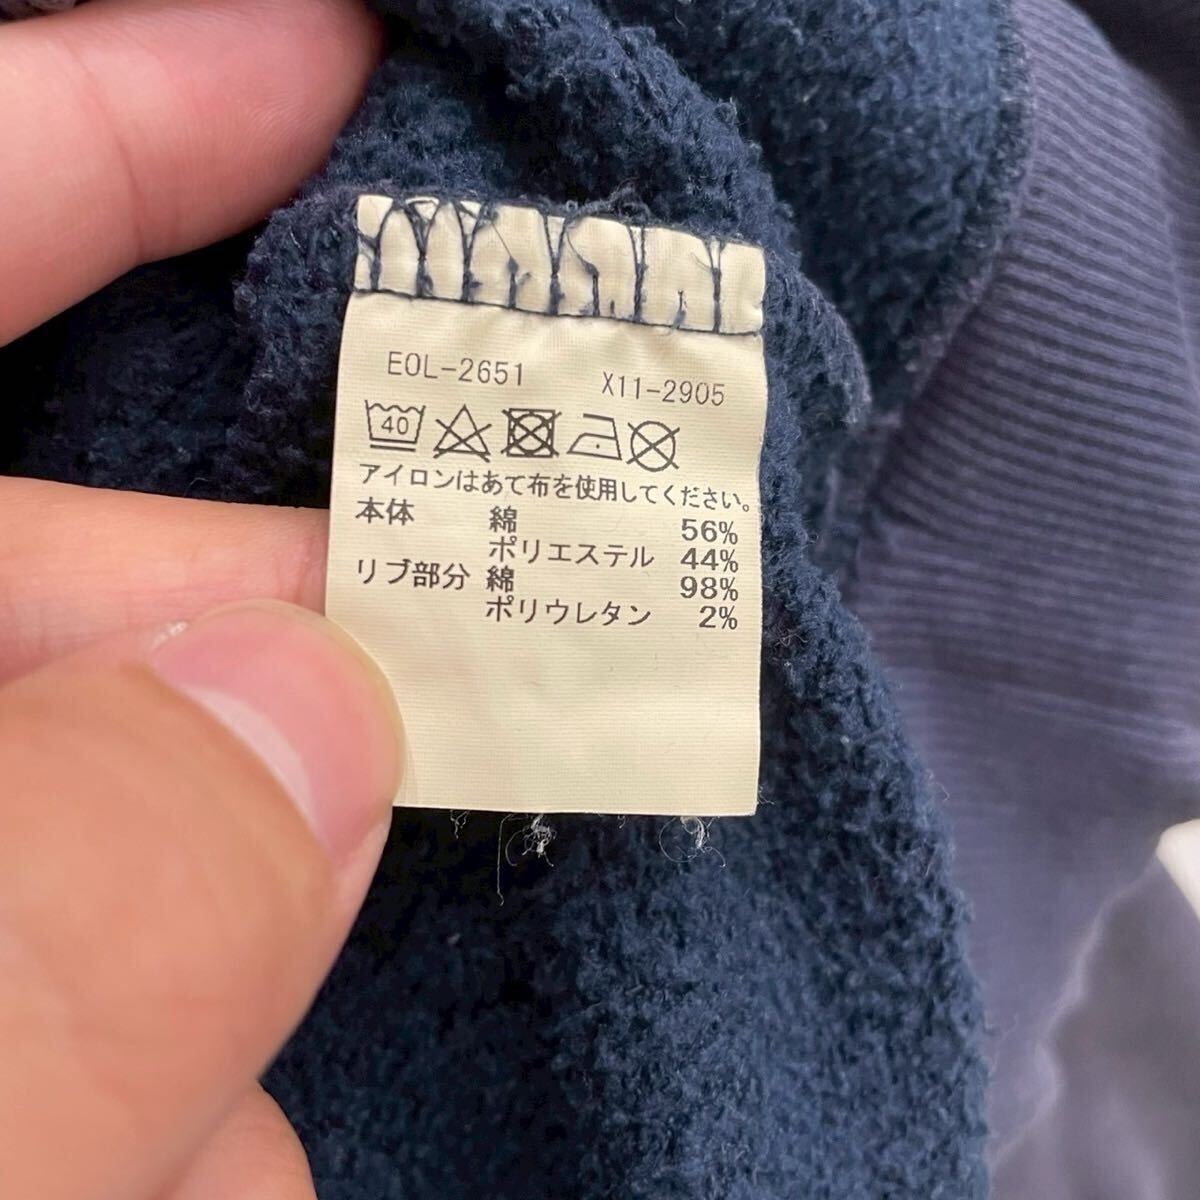 EOL-2651 X11-2905
40
アイロンはあて布を使用してください。
本体 綿 56%
ポリエステル 44%
リブ部分 綿 98%
ポリウレタン 2%